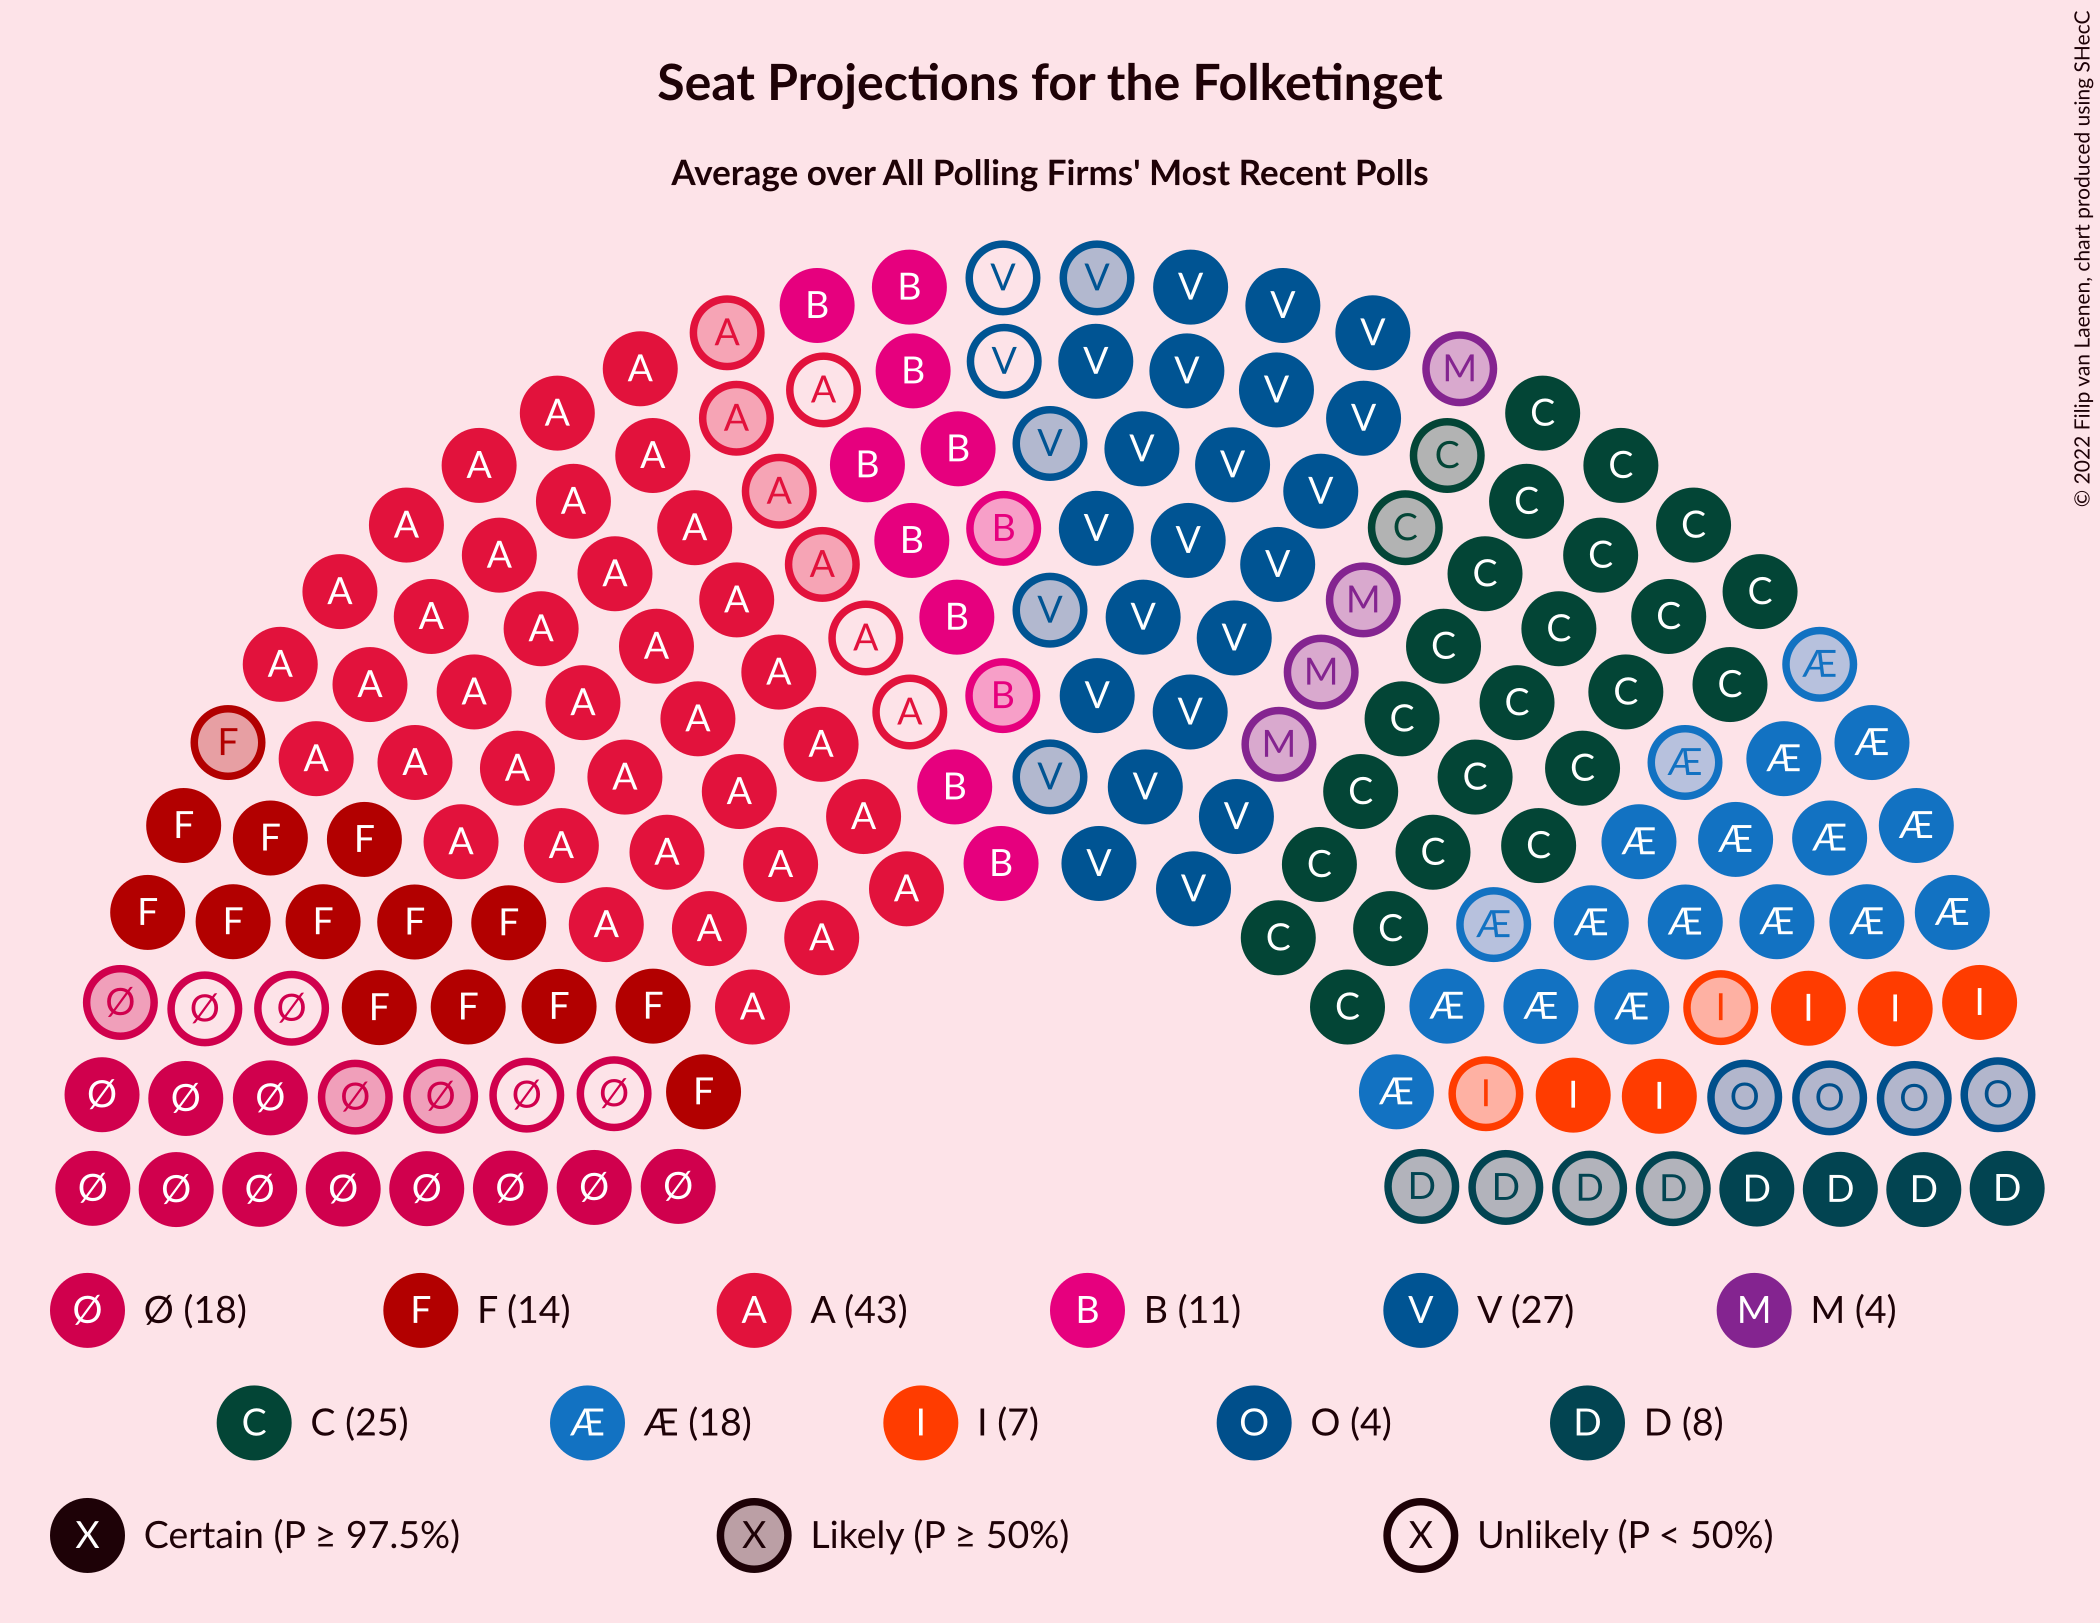 Seat Projections for the Folketinget
Average over All Polling Firms' Most Recent Polls
© 2022 Filip van Laenen, chart produced using SHecC
B B V V V V V
A A M
A A B V V V V V C
A A A C C
A A B B V V V V C C
A A A A B B V V V C C C C
A A A A A A B V V V M M C C C C C
A A A A A A A B V V M C C C C C Æ
F A A A A A A A B V V V C C C C Æ Æ Æ
F F F A A A A A B V V C C C Æ Æ Æ Æ
F F F F F A A A C C Æ Æ Æ Æ Æ Æ
Ø Ø Ø F F F F A C Æ Æ Æ I I I I
Ø Ø Ø Ø Ø Ø Ø F Æ I I I O O O O
Ø Ø Ø Ø Ø Ø Ø Ø D D D D D D D D
Ø Ø (18) F F (14) A A (43) B B (11) V V (27) M M (4)
C C (25) Æ Æ (18) I I (7) O O (4) D D (8)
X Certain (P ≥ 97.5%) X Likely (P ≥ 50%) X Unlikely (P < 50%)